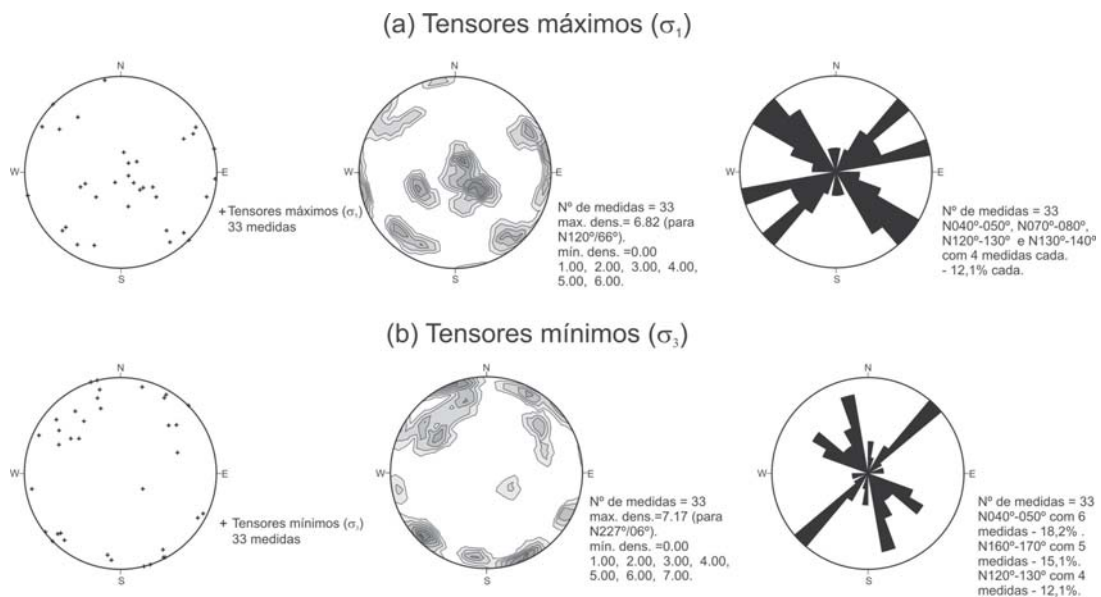 (a) Tensores máximos (σ₁)
N
W
E
S
+ Tensores máximos (σ₁)
33 medidas
N
W
E
S
Nº de medidas = 33
max. dens.= 6.82 (para
N120º/66º).
mín. dens. =0.00
1.00, 2.00, 3.00, 4.00,
5.00, 6.00.
N
W
E
S
Nº de medidas = 33
N040º-050º, N070º-080º,
N120º-130º e N130º-140º
com 4 medidas cada.
- 12,1% cada.
(b) Tensores mínimos (σ₃)
N
W
E
S
+ Tensores mínimos (σ₃)
33 medidas
N
W
E
S
Nº de medidas = 33
max. dens.=7.17 (para
N227º/06º).
mín. dens. =0.00
1.00, 2.00, 3.00, 4.00,
5.00, 6.00, 7.00.
N
W
E
S
Nº de medidas = 33
N040º-050º com 6
medidas - 18,2% .
N160º-170º com 5
medidas - 15,1%.
N120º-130º com 4
medidas - 12,1%.